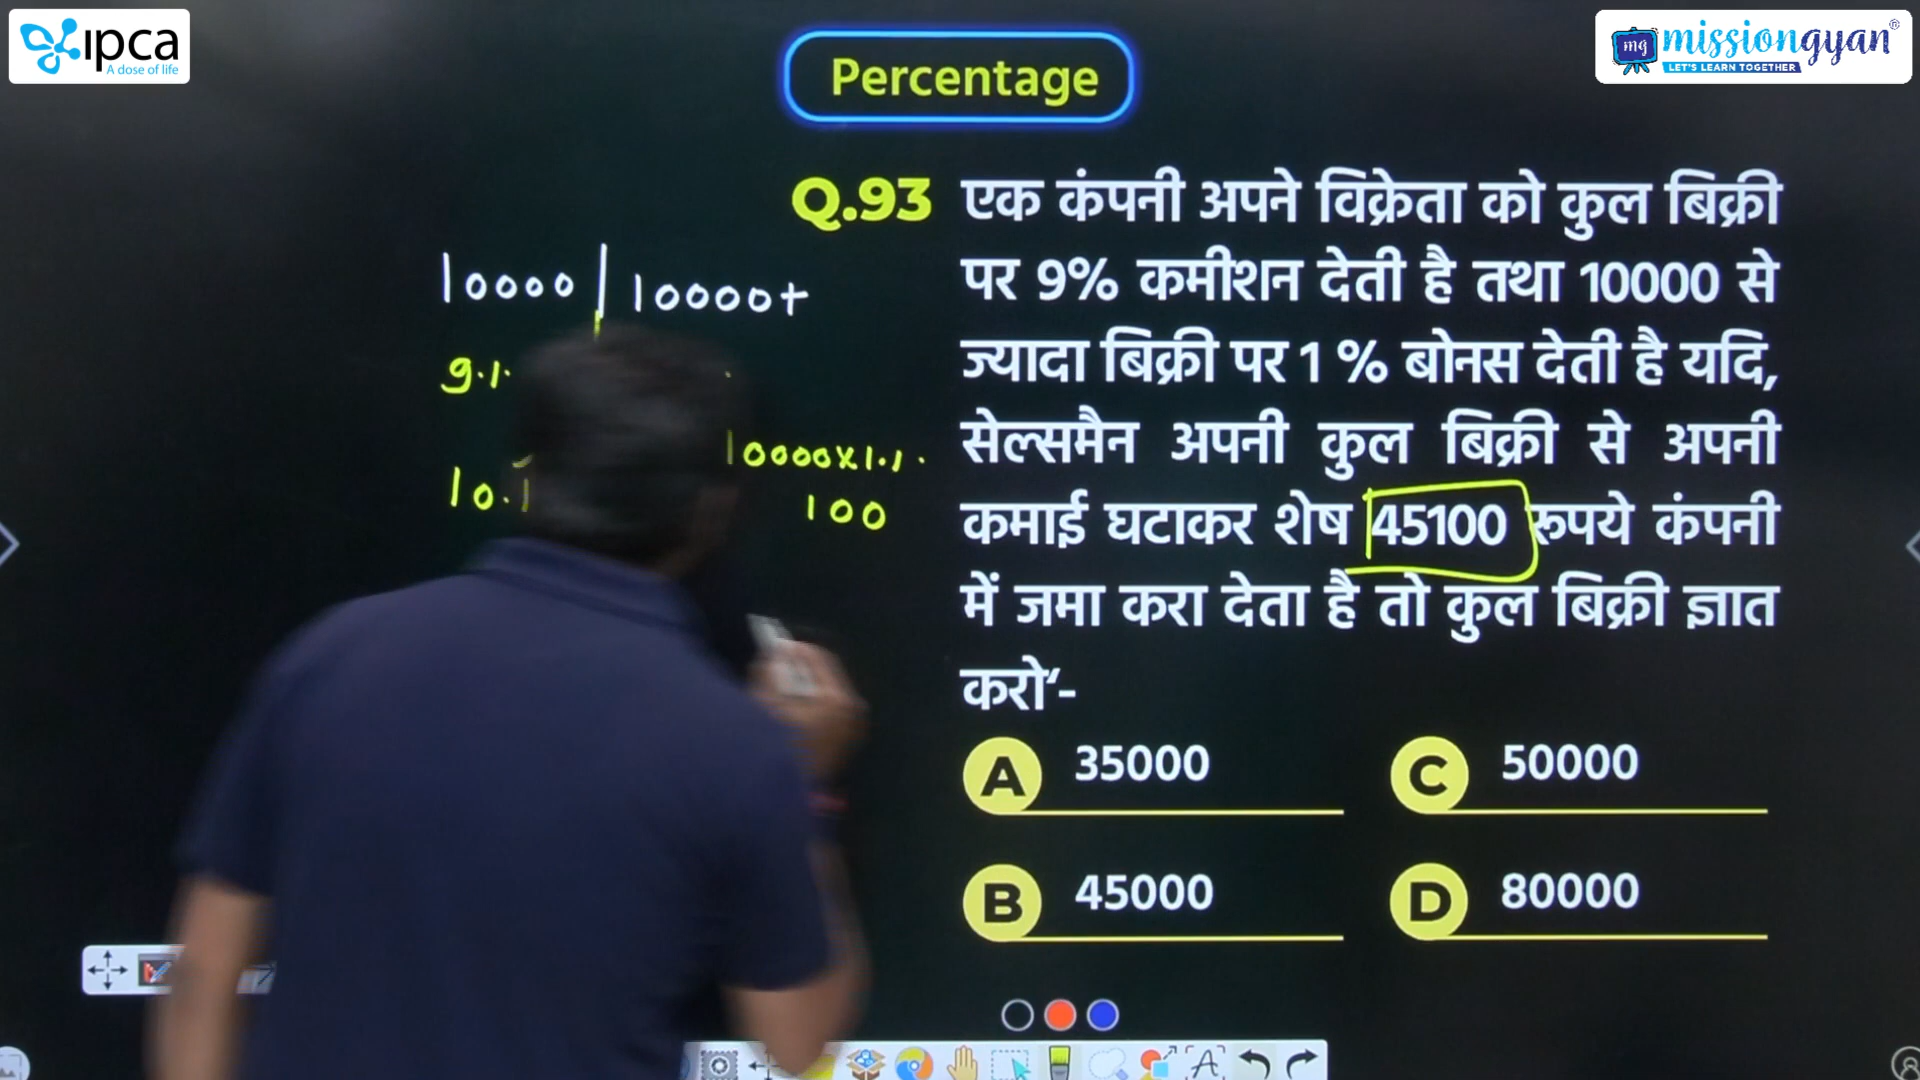 ipca
A dose of life
mg missiongyan
LET'S LEARN TOGETHER
Percentage
Q.93 एक कंपनी अपने विक्रेता को कुल बिक्री
पर 9% कमीशन देती है तथा 10000 से
ज्यादा बिक्री पर 1 % बोनस देती है यदि,
सेल्समैन अपनी कुल बिक्री से अपनी
कमाई घटाकर शेष 45100 रूपये कंपनी
में जमा करा देता है तो कुल बिक्री ज्ञात
करो‘-
A 35000
C 50000
B 45000
D 80000
10000 | 10000+
9.1.
10000x1.1.
100